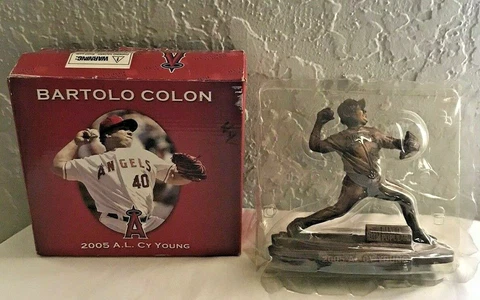 WARNING:
BARTOLO COLON
ANGELS
40
A
2005 A.L. CY YOUNG